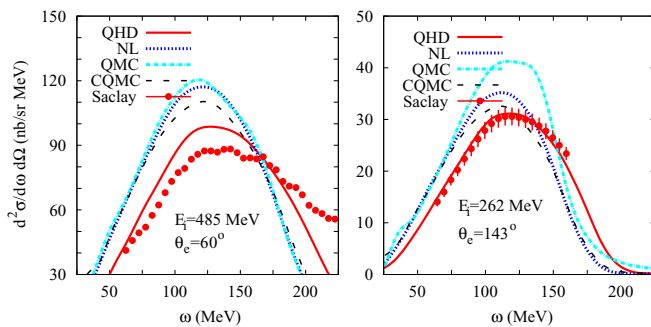 d²σ/dω dΩ (nb/sr MeV)
150
120
90
60
30
QHD
NL
QMC
CQMC
Saclay
E_i=485 MeV
θ_e=60°
50 100 150 200
ω (MeV)
50
40
30
20
10
0
QHD
NL
QMC
CQMC
Saclay
E_i=262 MeV
θ_e=143°
50 100 150 200
ω (MeV)